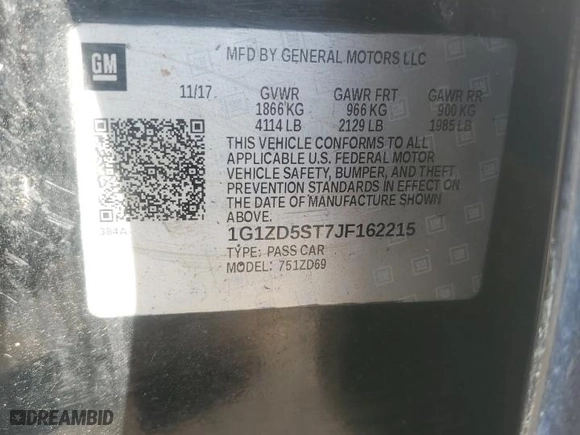 GM
MFD BY GENERAL MOTORS LLC
11/17 GVWR GAWR FRT GAWR RR
1866 KG 966 KG 900 KG
4114 LB 2129 LB 1985 LB
THIS VEHICLE CONFORMS TO ALL
APPLICABLE U.S. FEDERAL MOTOR
VEHICLE SAFETY, BUMPER, AND THEFT
PREVENTION STANDARDS IN EFFECT ON
THE DATE OF MANUFACTURE SHOWN
ABOVE.
384A
1G1ZD5ST7JF162215
TYPE: PASS CAR
MODEL: 751ZD69
DREAMBID